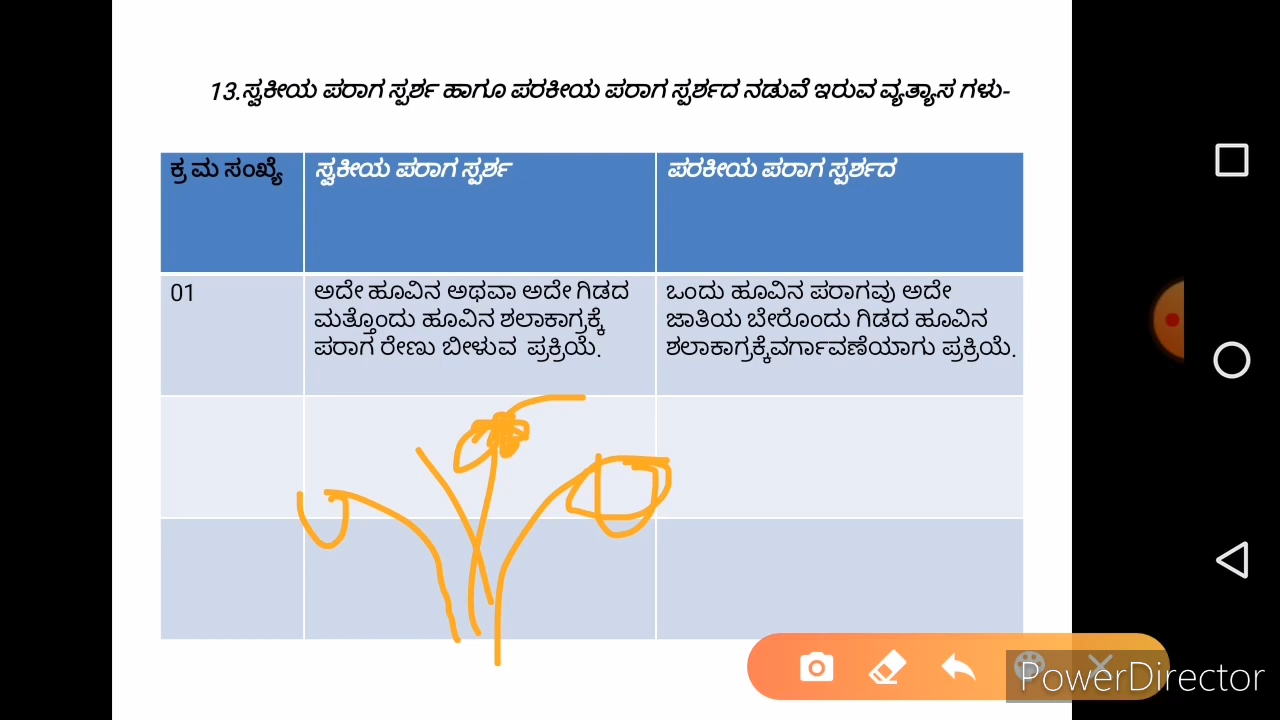 13.ಸ್ವಕೀಯ ಪರಾಗ ಸ್ಪರ್ಶ ಹಾಗೂ ಪರಕೀಯ ಪರಾಗ ಸ್ಪರ್ಶದ ನಡುವೆ ಇರುವ ವ್ಯತ್ಯಾಸ ಗಳು-
ಕ್ರ ಮ ಸಂಖ್ಯೆ
ಸ್ವಕೀಯ ಪರಾಗ ಸ್ಪರ್ಶ
ಪರಕೀಯ ಪರಾಗ ಸ್ಪರ್ಶದ
01
ಅದೇ ಹೂವಿನ ಅಥವಾ ಅದೇ ಗಿಡದ
ಮತ್ತೊಂದು ಹೂವಿನ ಶಲಾಕಾಗ್ರಕ್ಕೆ
ಪರಾಗ ರೇಣು ಬೀಳುವ ಪ್ರಕ್ರಿಯೆ.
ಒಂದು ಹೂವಿನ ಪರಾಗವು ಅದೇ
ಜಾತಿಯ ಬೇರೊಂದು ಗಿಡದ ಹೂವಿನ
ಶಲಾಕಾಗ್ರಕ್ಕೆವರ್ಗಾವಣೆಯಾಗು ಪ್ರಕ್ರಿಯೆ.
PowerDirector